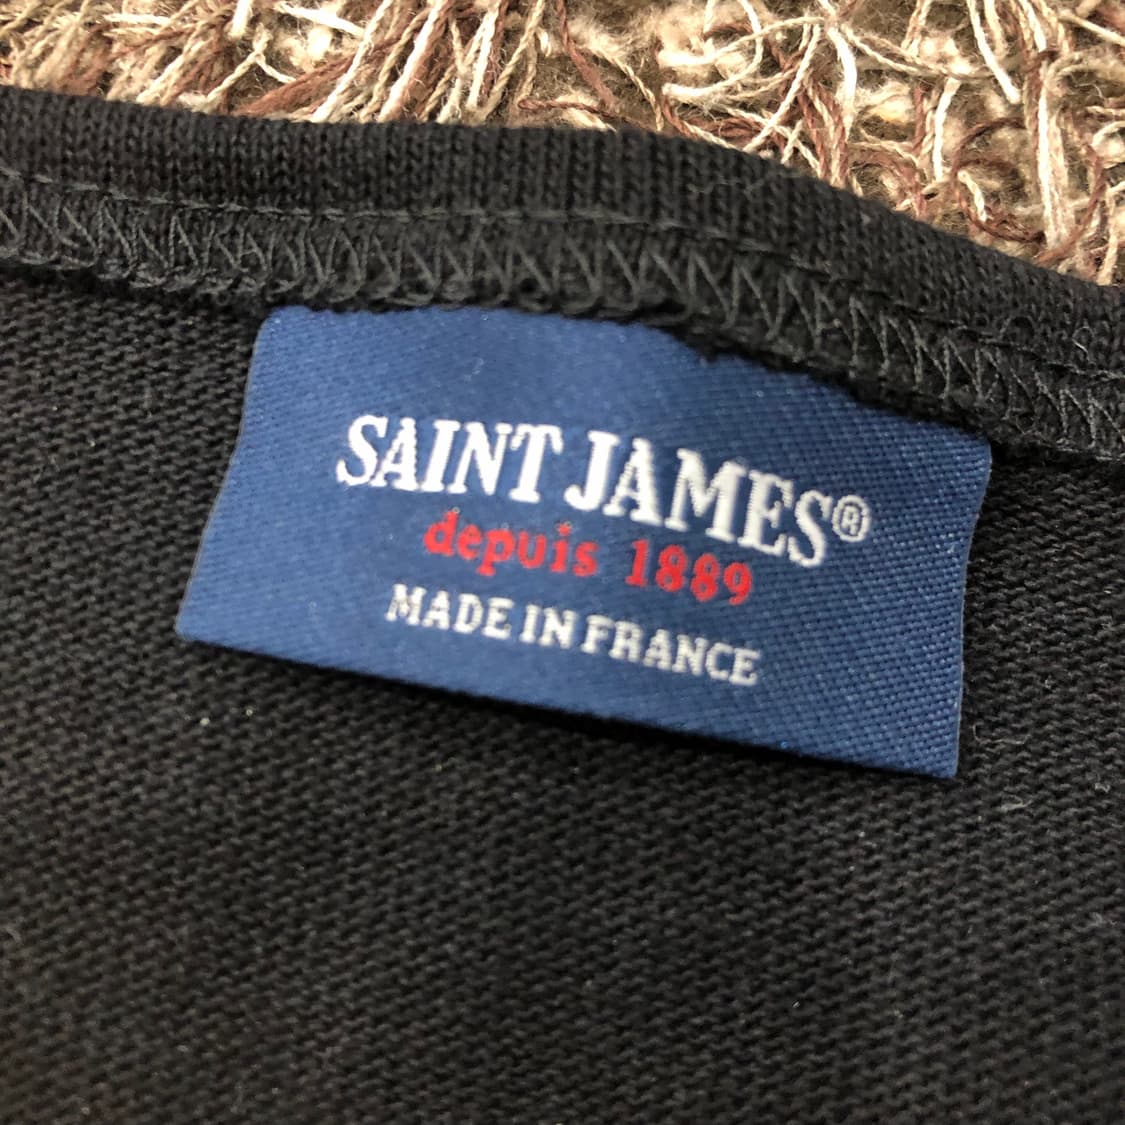 SAINT JAMES®
depuis 1889
MADE IN FRANCE